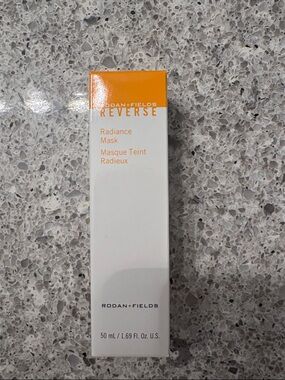 RODAN+FIELDS
REVERSE
Radiance
Mask
Masque Teint
Radieux
RODAN+FIELDS
50 mL / 1.69 Fl. Oz. U.S.